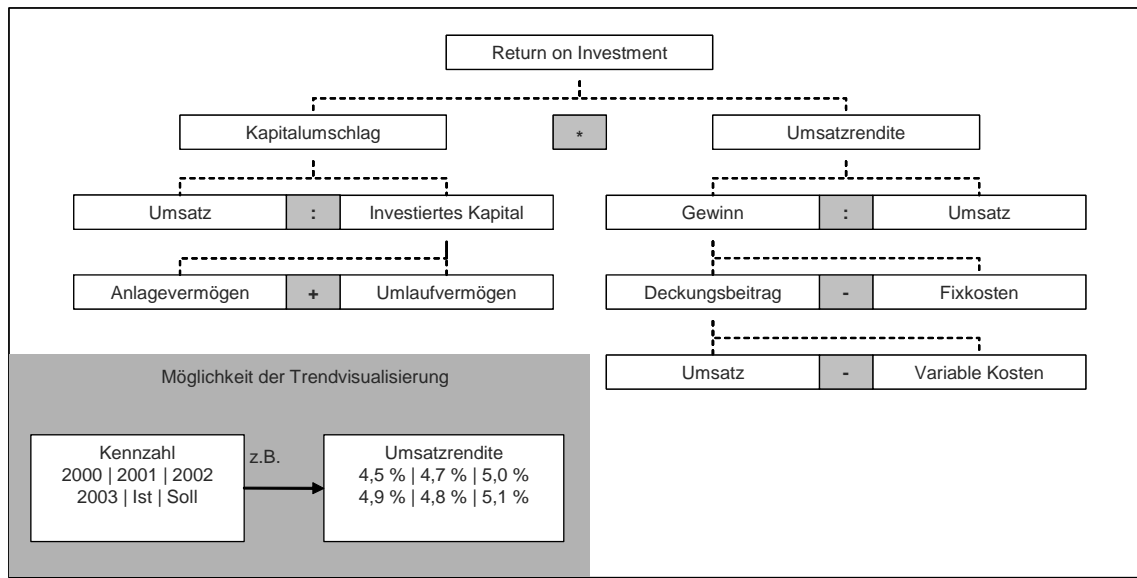 Return on Investment
Kapitalumschlag * Umsatzrendite
Umsatz : Investiertes Kapital Gewinn : Umsatz
Anlagevermögen + Umlaufvermögen Deckungsbeitrag - Fixkosten
Umsatz - Variable Kosten
Möglichkeit der Trendvisualisierung
Kennzahl
2000 | 2001 | 2002
2003 | Ist | Soll
z.B.
Umsatzrendite
4,5 % | 4,7 % | 5,0 %
4,9 % | 4,8 % | 5,1 %